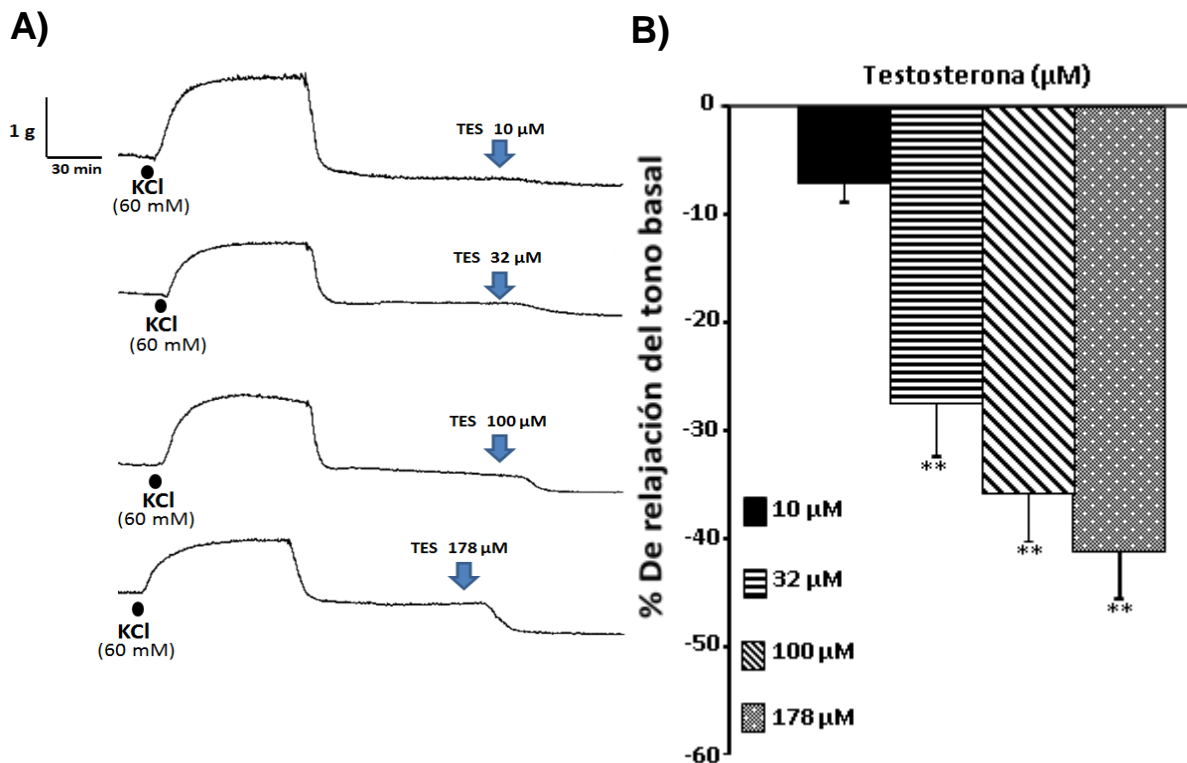 A)
1 g
30 min
KCl
(60 mM)
TES 10 µM
KCl
(60 mM)
TES 32 µM
KCl
(60 mM)
TES 100 µM
KCl
(60 mM)
TES 178 µM
B)
Testosterona (µM)
% De relajación del tono basal
0
-10
-20
-30
-40
-50
-60
**
**
**
10 µM
32 µM
100 µM
178 µM